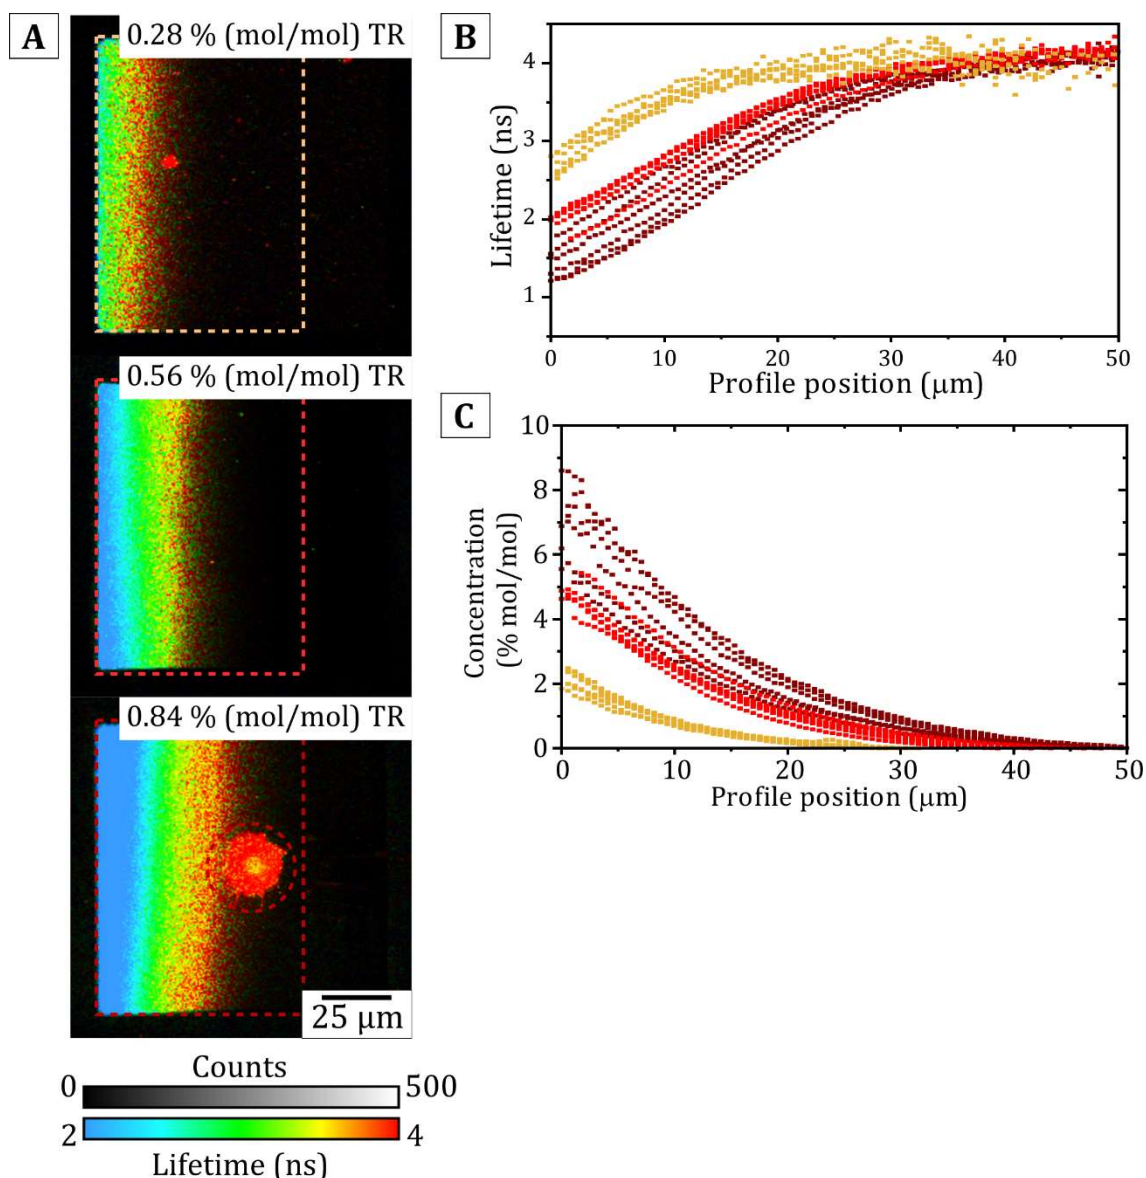 A
0.28 % (mol/mol) TR
0.56 % (mol/mol) TR
0.84 % (mol/mol) TR
25 μm
Counts
0
500
2
4
Lifetime (ns)
B
4
3
2
1
Lifetime (ns)
0
10
20
30
40
50
Profile position (μm)
C
10
8
6
4
2
0
Concentration
(% mol/mol)
0
10
20
30
40
50
Profile position (μm)